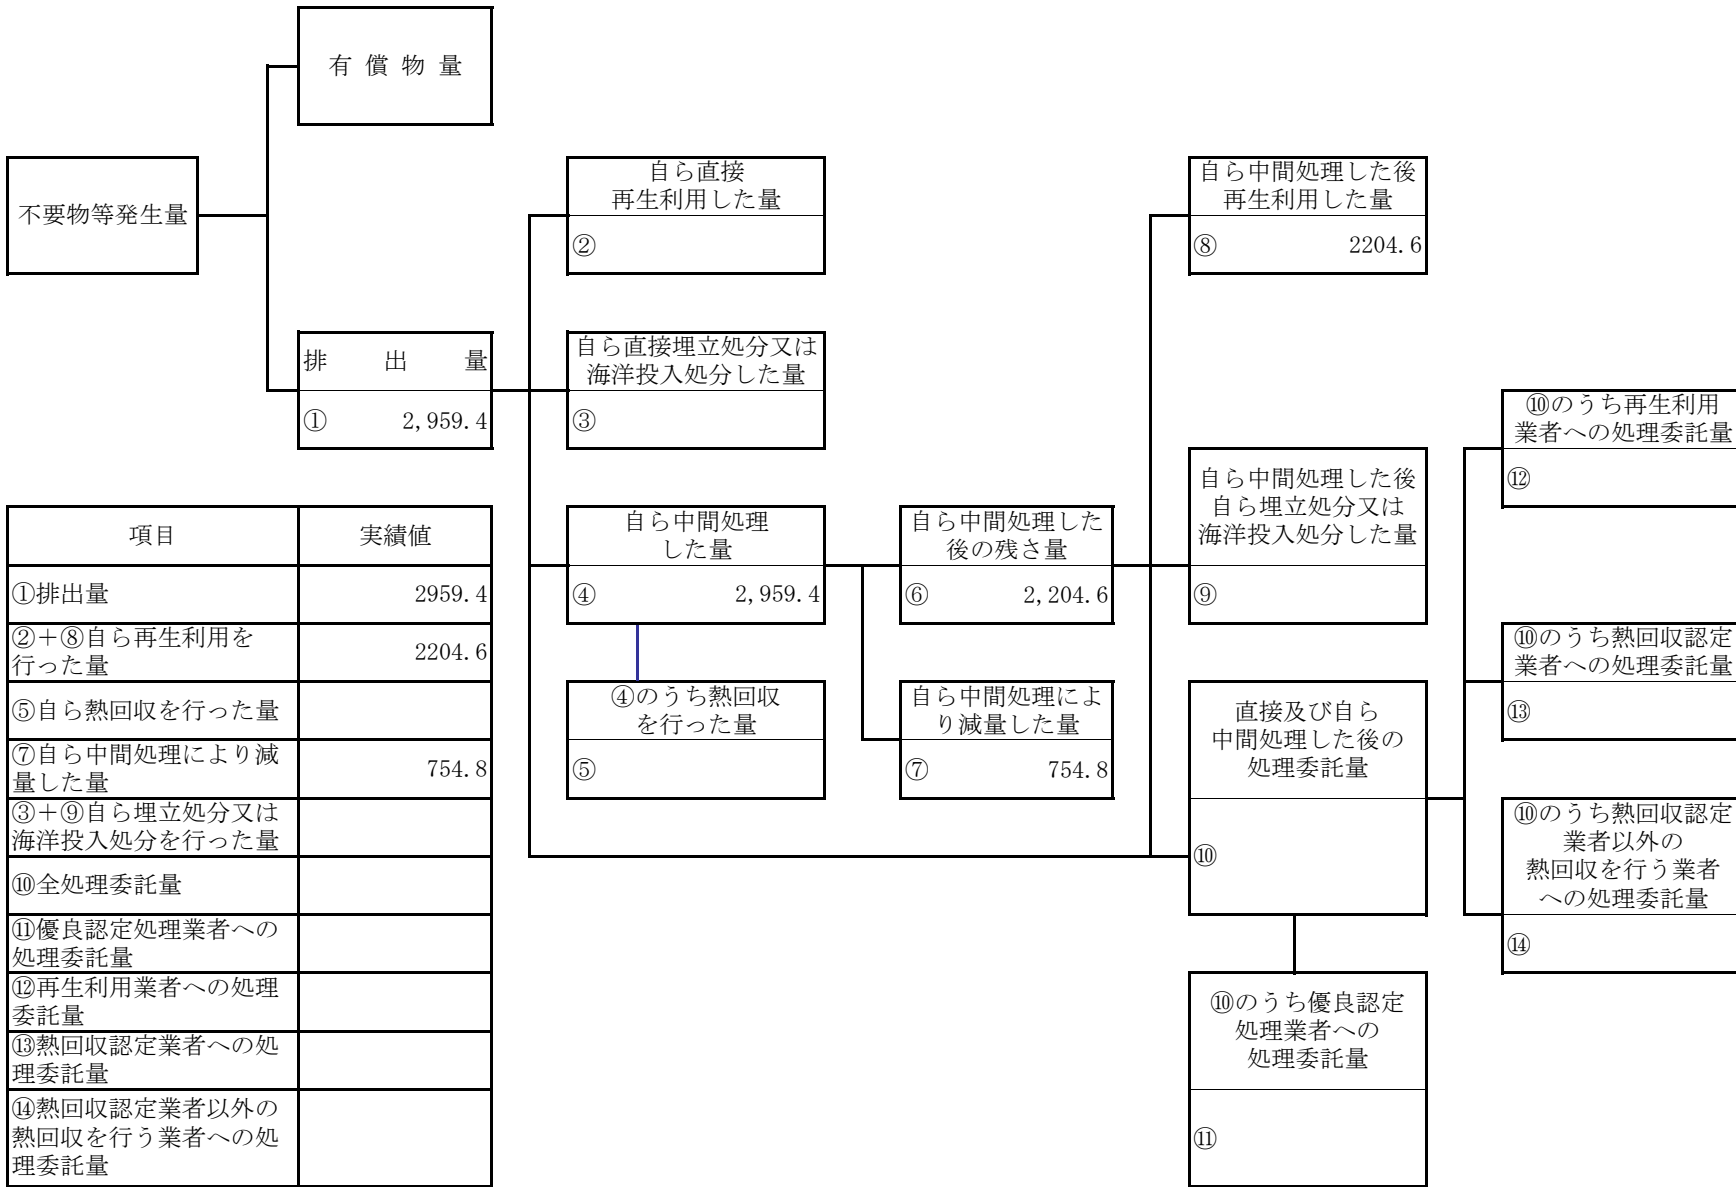 有 償 物 量
不要物等発生量
自ら直接
再生利用した量
②
自ら中間処理した後
再生利用した量
⑧ 2204.6
排 出 量
① 2,959.4
自ら直接埋立処分又は
海洋投入処分した量
③
⑩のうち再生利用
業者への処理委託量
⑫
自ら中間処理した後
自ら埋立処分又は
海洋投入処分した量
⑨
自ら中間処理
した量
④ 2,959.4
自ら中間処理した
後の残さ量
⑥ 2,204.6
⑩のうち熱回収認定
業者への処理委託量
⑬
④のうち熱回収
を行った量
⑤
自ら中間処理によ
り減量した量
⑦ 754.8
直接及び自ら
中間処理した後の
処理委託量
⑩
⑩のうち熱回収認定
業者以外の
熱回収を行う業者
への処理委託量
⑭
⑩のうち優良認定
処理業者への
処理委託量
⑪
項目 実績値
①排出量 2959.4
②+⑧自ら再生利用を
行った量 2204.6
⑤自ら熱回収を行った量
⑦自ら中間処理により減
量した量 754.8
③+⑨自ら埋立処分又は
海洋投入処分を行った量
⑩全処理委託量
⑪優良認定処理業者への
処理委託量
⑫再生利用業者への処理
委託量
⑬熱回収認定業者への処
理委託量
⑭熱回収認定業者以外の
熱回収を行う業者への処
理委託量